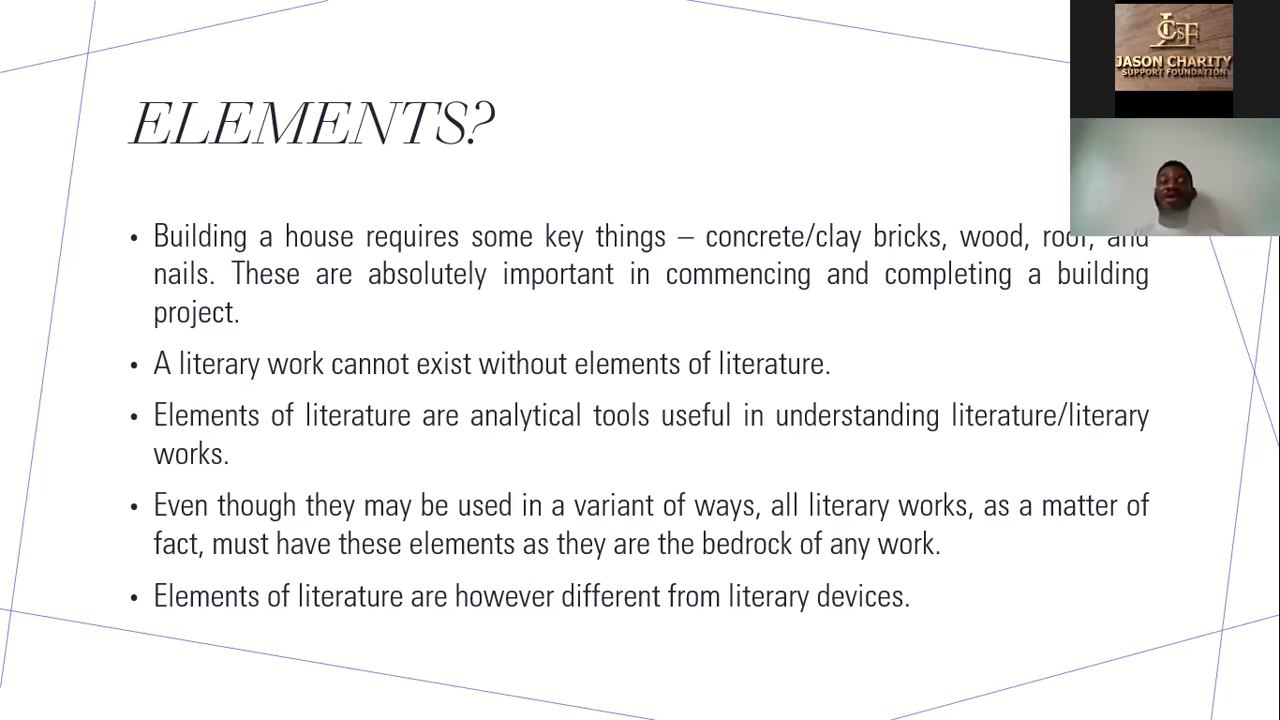 JCSF
JASON CHARITY
SUPPORT FOUNDATION
ELEMENTS?
• Building a house requires some key things – concrete/clay bricks, wood, roof, and
nails. These are absolutely important in commencing and completing a building
project.
• A literary work cannot exist without elements of literature.
• Elements of literature are analytical tools useful in understanding literature/literary
works.
• Even though they may be used in a variant of ways, all literary works, as a matter of
fact, must have these elements as they are the bedrock of any work.
• Elements of literature are however different from literary devices.